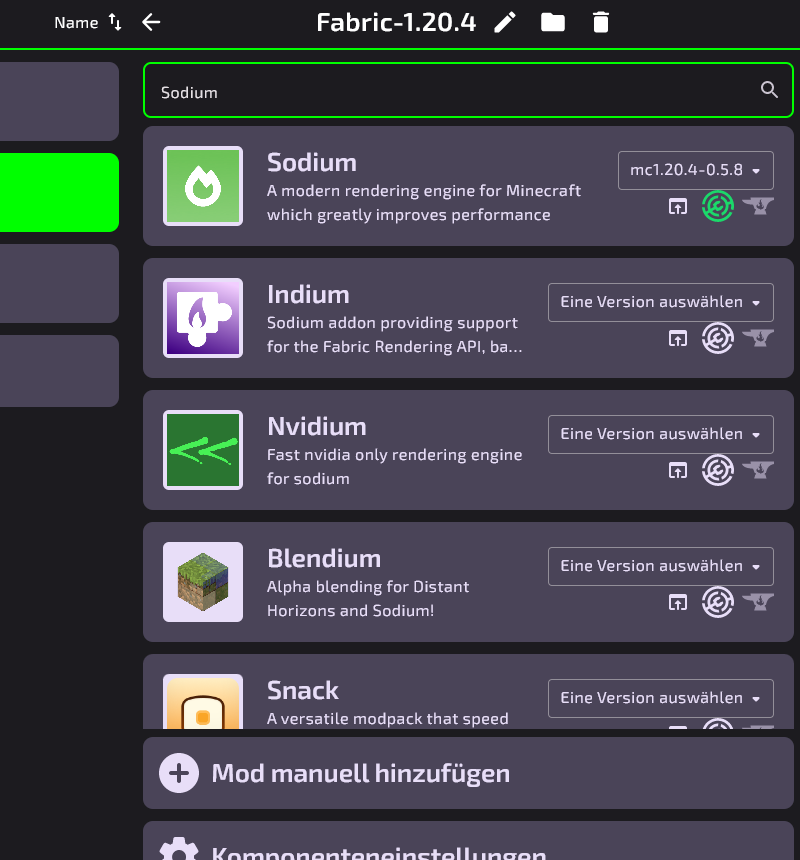 Name
Fabric-1.20.4
Sodium
Sodium
mc1.20.4-0.5.8
A modern rendering engine for Minecraft
which greatly improves performance
Indium
Eine Version auswählen
Sodium addon providing support
for the Fabric Rendering API, ba...
Nvidium
Eine Version auswählen
Fast nvidia only rendering engine
for sodium
Blendium
Eine Version auswählen
Alpha blending for Distant
Horizons and Sodium!
Snack
Eine Version auswählen
A versatile modpack that speed
Mod manuell hinzufügen
Komponenteneinstellungen